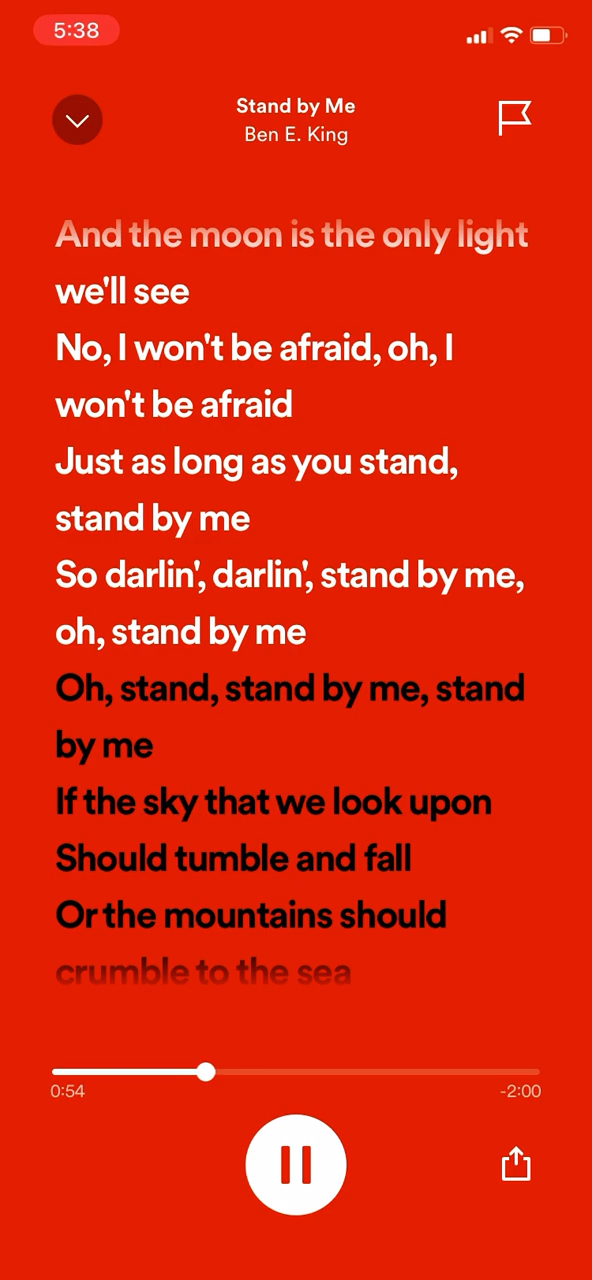 5:38
Stand by Me
Ben E. King
And the moon is the only light
we'll see
No, I won't be afraid, oh, I
won't be afraid
Just as long as you stand,
stand by me
So darlin', darlin', stand by me,
oh, stand by me
Oh, stand, stand by me, stand
by me
If the sky that we look upon
Should tumble and fall
Or the mountains should
crumble to the sea
0:54
-2:00